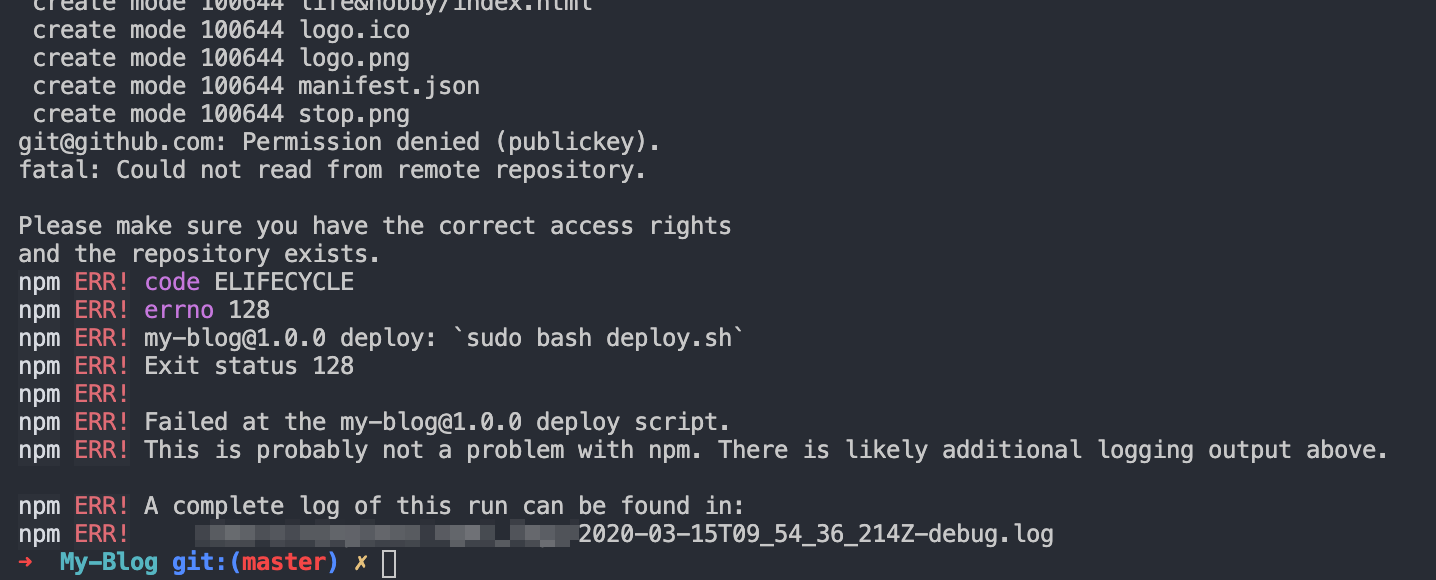 create mode 100644 life&hobby/index.html
create mode 100644 logo.ico
create mode 100644 logo.png
create mode 100644 manifest.json
create mode 100644 stop.png
git@github.com: Permission denied (publickey).
fatal: Could not read from remote repository.
Please make sure you have the correct access rights
and the repository exists.
npm ERR! code ELIFECYCLE
npm ERR! errno 128
npm ERR! my-blog@1.0.0 deploy: `sudo bash deploy.sh`
npm ERR! Exit status 128
npm ERR!
npm ERR! Failed at the my-blog@1.0.0 deploy script.
npm ERR! This is probably not a problem with npm. There is likely additional logging output above.
npm ERR! A complete log of this run can be found in:
npm ERR! 2020-03-15T09_54_36_214Z-debug.log
→ My-Blog git:(master) ✗